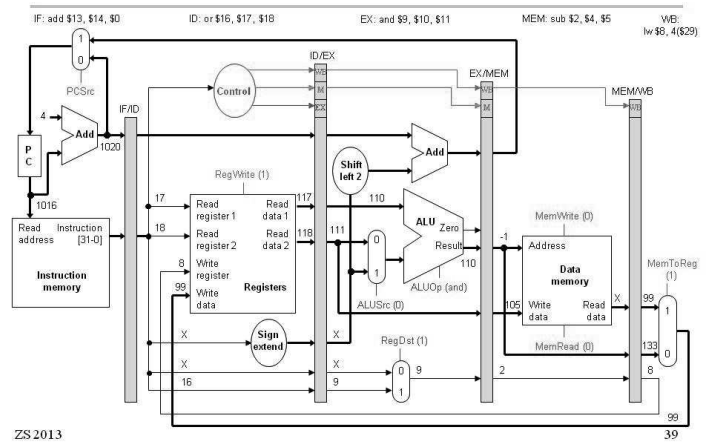 IF: add $13, $14, $0
ID: or $16, $17, $18
EX: and $9, $10, $11
MEM: sub $2, $4, $5
WB:
lw $8, 4($29)
1
0
PCSrc
4
Add
P
C
1020
1016
IF/ID
ID/EX
WB
M
EX
Control
EX/MEM
WB
M
MEM/WB
WB
Shift
left 2
Add
RegWrite (1)
Read
address
Instruction
[31-0]
Instruction
memory
17
18
8
99
Read
register 1
Read
data 1
Read
register 2
Read
data 2
Write
register
Write
data
Registers
117
118
110
111
0
1
ALUSrc (0)
ALU
Zero
Result
110
ALUOp (and)
-1
105
MemWrite (0)
Address
Data
memory
Write
data
Read
data
MemRead (0)
X
99
133
MemToReg
(1)
1
0
X
Sign
extend
X
RegDst (1)
X
X
0
1
16
9
9
2
8
99
ZS 2013
39